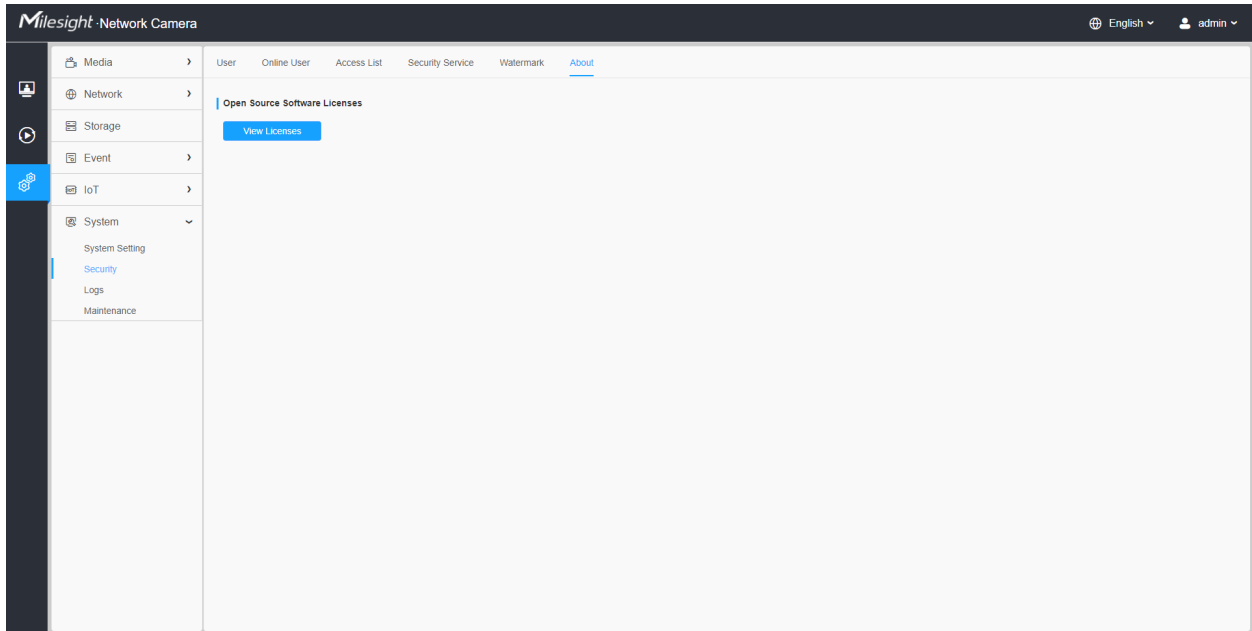 Milesight · Network Camera
English
admin
Media
Network
Storage
Event
IoT
System
System Setting
Security
Logs
Maintenance
User Online User Access List Security Service Watermark About
Open Source Software Licenses
View Licenses